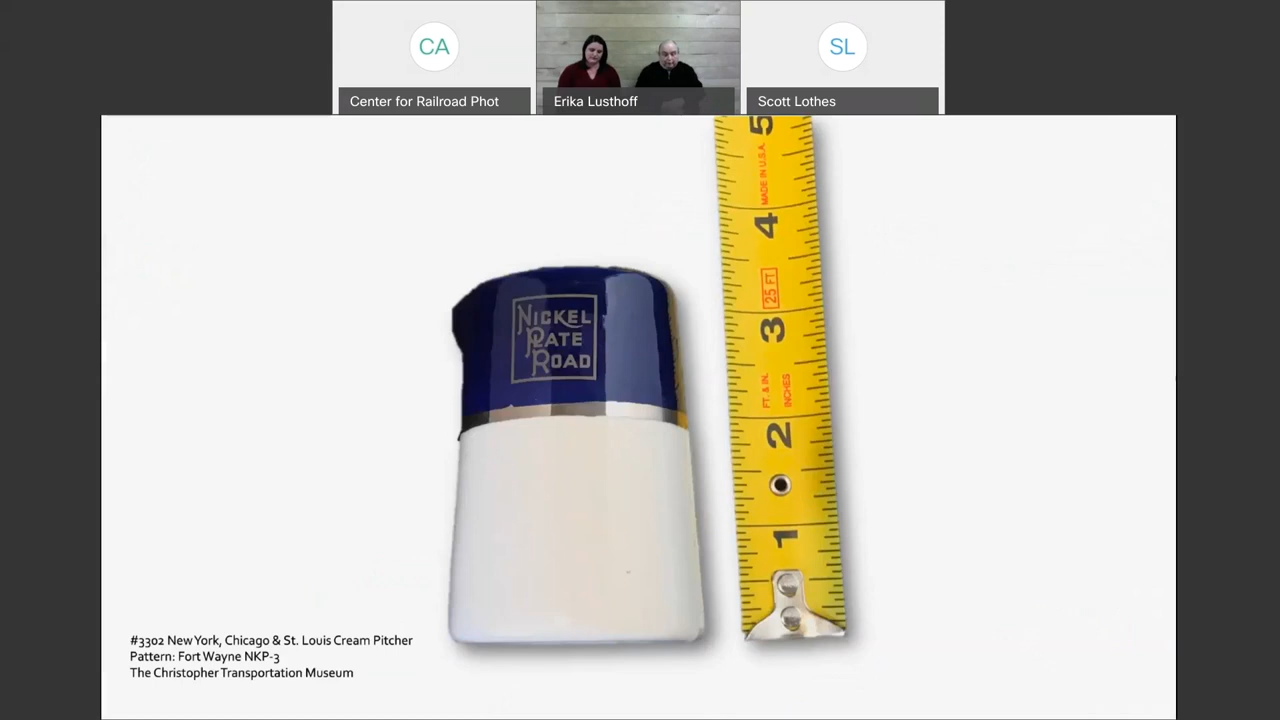 CA
SL
Center for Railroad Phot
Erika Lusthoff
Scott Lothes
5
MADE IN U.S.A.
4
25 FT
3
FT. & IN.
INCHES
2
1
NICKEL
PLATE
ROAD
#3302 New York, Chicago & St. Louis Cream Pitcher
Pattern: Fort Wayne NKP-3
The Christopher Transportation Museum